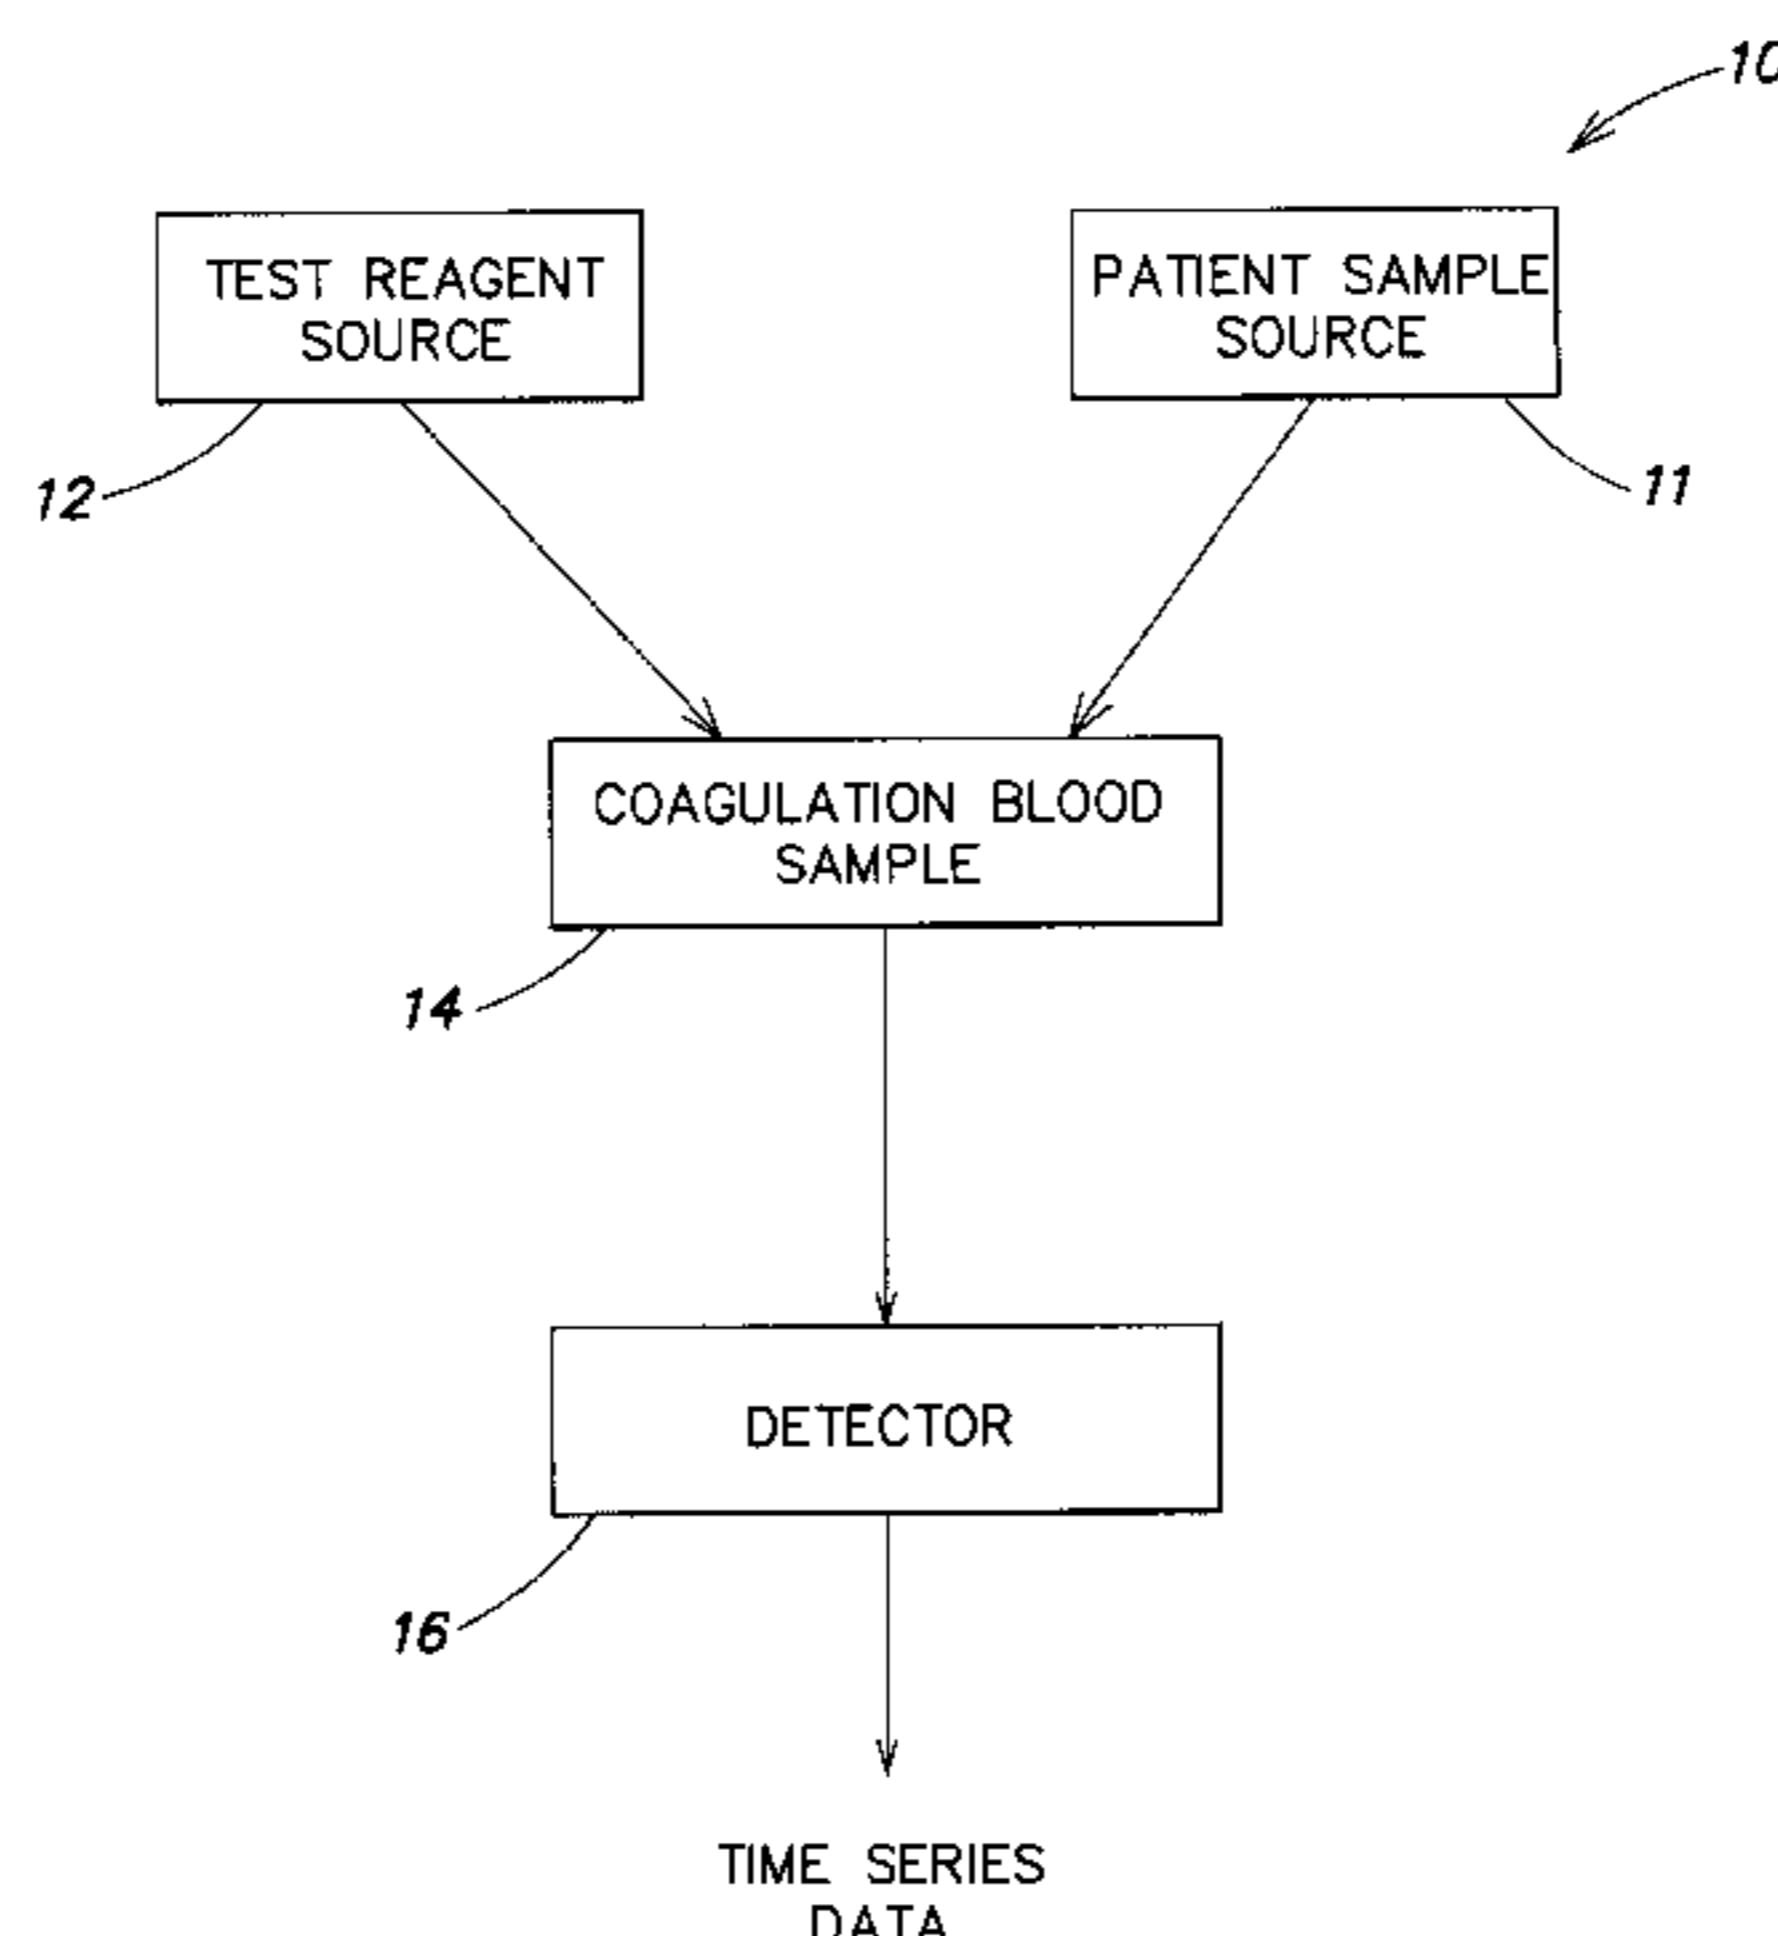 10
TEST REAGENT
SOURCE
PATIENT SAMPLE
SOURCE
12
11
COAGULATION BLOOD
SAMPLE
14
DETECTOR
16
TIME SERIES
DATA